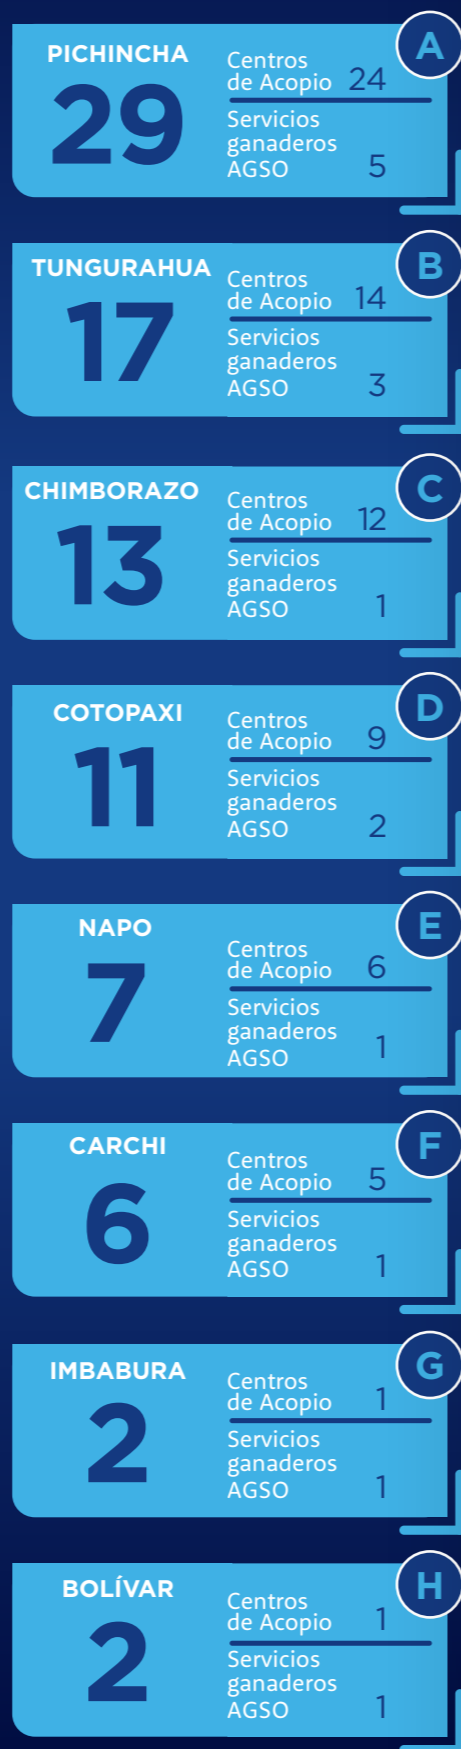 A
PICHINCHA
29
Centros
de Acopio 24
Servicios
ganaderos
AGSO 5
B
TUNGURAHUA
17
Centros
de Acopio 14
Servicios
ganaderos
AGSO 3
C
CHIMBORAZO
13
Centros
de Acopio 12
Servicios
ganaderos
AGSO 1
D
COTOPAXI
11
Centros
de Acopio 9
Servicios
ganaderos
AGSO 2
E
NAPO
7
Centros
de Acopio 6
Servicios
ganaderos
AGSO 1
F
CARCHI
6
Centros
de Acopio 5
Servicios
ganaderos
AGSO 1
G
IMBABURA
2
Centros
de Acopio 1
Servicios
ganaderos
AGSO 1
H
BOLÍVAR
2
Centros
de Acopio 1
Servicios
ganaderos
AGSO 1